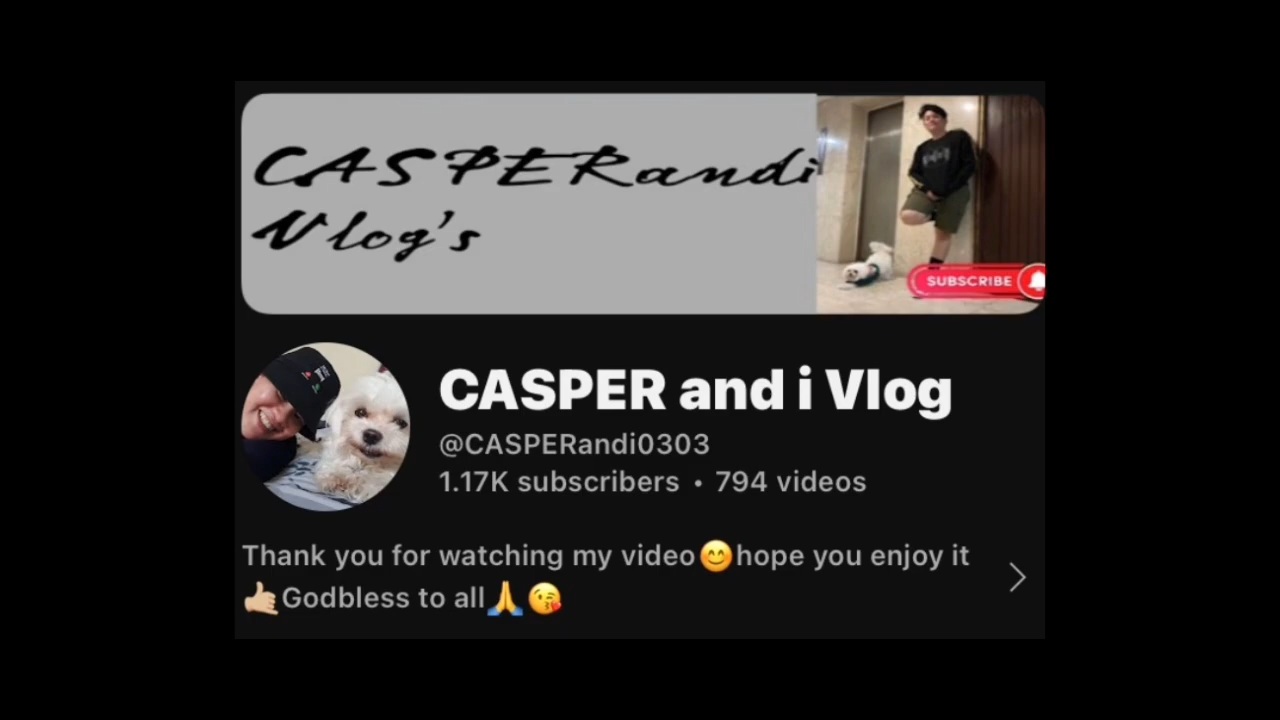 CASPERandi
Vlog's
SUBSCRIBE
CASPER and i Vlog
@CASPERandi0303
1.17K subscribers • 794 videos
Thank you for watching my video😊hope you enjoy it
🤙🏼Godbless to all🙏😘